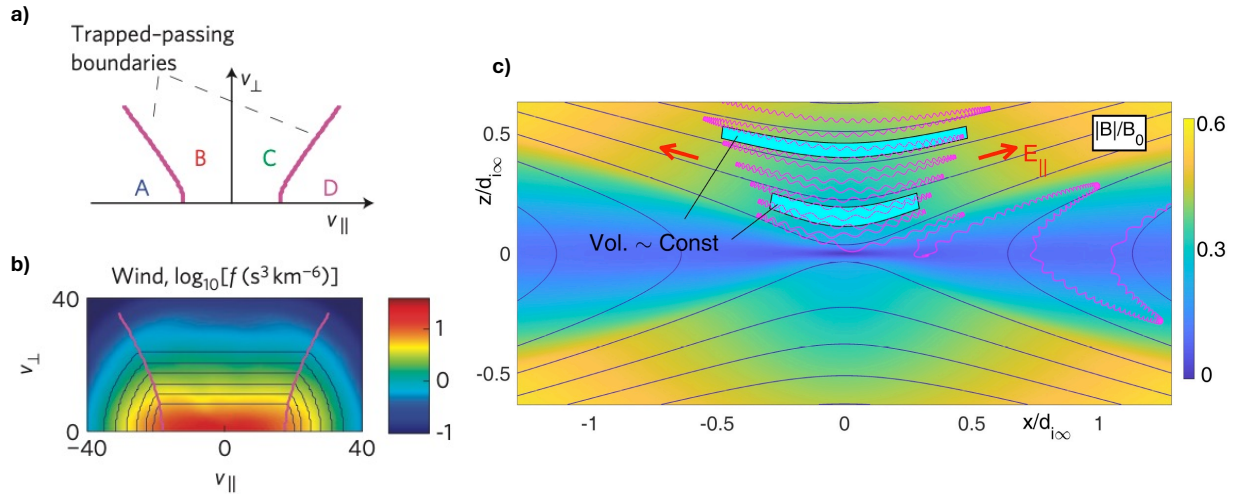 a)
Trapped–passing
boundaries
v⊥
B
C
A
D
v||
b)
Wind, log10[f (s3 km−6)]
40
v⊥
0
−40
0
40
v||
1
0
-1
c)
0.5
z/di∞
0
-0.5
-1
-0.5
0
0.5
x/di∞
1
Vol. ~ Const
E||
|B|/B0
0.6
0.3
0